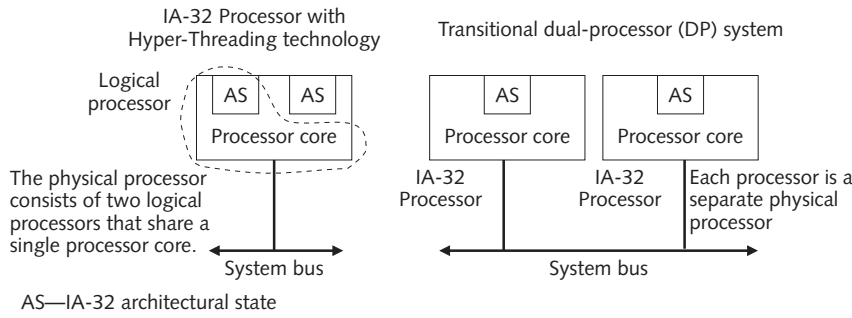 IA-32 Processor with
Hyper-Threading technology
Logical
processor
AS
AS
Processor core
The physical processor
consists of two logical
processors that share a
single processor core.
System bus
Transitional dual-processor (DP) system
AS
AS
Processor core
Processor core
IA-32
Processor
IA-32
Processor
Each processor is a
separate physical
processor
System bus
AS—IA-32 architectural state